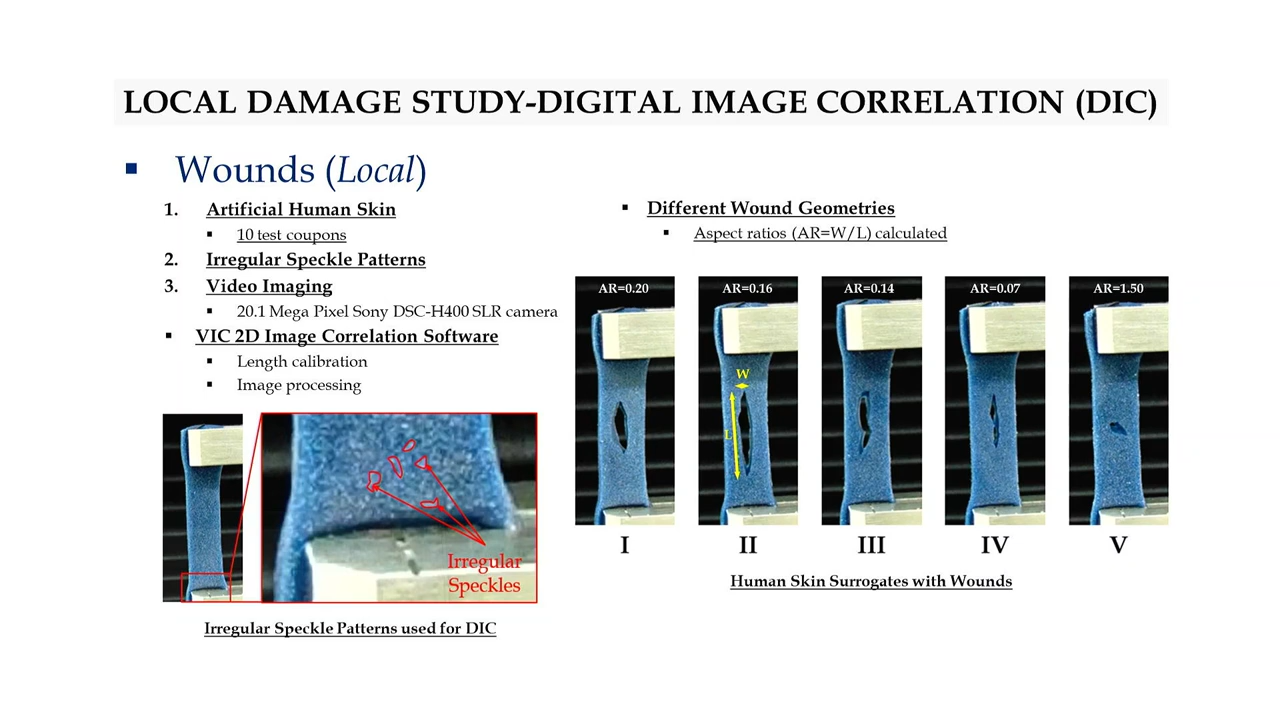 LOCAL DAMAGE STUDY-DIGITAL IMAGE CORRELATION (DIC)
▪ Wounds (Local)
1. Artificial Human Skin
▪ 10 test coupons
2. Irregular Speckle Patterns
3. Video Imaging
▪ 20.1 Mega Pixel Sony DSC-H400 SLR camera
▪ VIC 2D Image Correlation Software
▪ Length calibration
▪ Image processing
Irregular
Speckles
Irregular Speckle Patterns used for DIC
▪ Different Wound Geometries
▪ Aspect ratios (AR=W/L) calculated
AR=0.20 AR=0.16 AR=0.14 AR=0.07 AR=1.50
W
L
I II III IV V
Human Skin Surrogates with Wounds